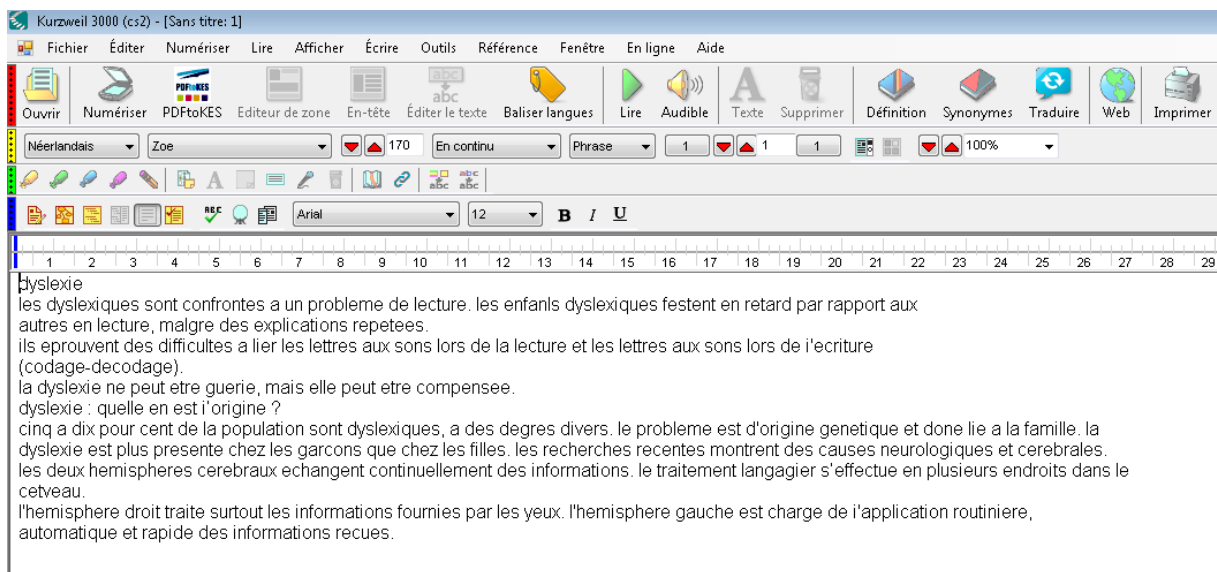 Kurzweil 3000 (cs2) - [Sans titre: 1]
Fichier Éditer Numériser Lire Afficher Écrire Outils Référence Fenêtre En ligne Aide
PDFtoKES abc abc A
Ouvrir Numériser PDFtoKES Editeur de zone En-tête Éditer le texte Baliser langues Lire Audible Texte Supprimer Définition Synonymes Traduire Web Imprimer
Néerlandais Zoe 170 En continu Phrase 1 1 1 100%
A abc abc
ABC Arial 12 B I U
1 2 3 4 5 6 7 8 9 10 11 12 13 14 15 16 17 18 19 20 21 22 23 24 25 26 27 28 29
dyslexie
les dyslexiques sont confrontes a un probleme de lecture. les enfanls dyslexiques festent en retard par rapport aux
autres en lecture, malgre des explications repetees.
ils eprouvent des difficultes a lier les lettres aux sons lors de la lecture et les lettres aux sons lors de i'ecriture
(codage-decodage).
la dyslexie ne peut etre guerie, mais elle peut etre compensee.
dyslexie : quelle en est i'origine ?
cinq a dix pour cent de la population sont dyslexiques, a des degres divers. le probleme est d'origine genetique et done lie a la famille. la
dyslexie est plus presente chez les garcons que chez les filles. les recherches recentes montrent des causes neurologiques et cerebrales.
les deux hemispheres cerebraux echangent continuellement des informations. le traitement langagier s'effectue en plusieurs endroits dans le
cetveau.
l'hemisphere droit traite surtout les informations fournies par les yeux. l'hemisphere gauche est charge de i'application routiniere,
automatique et rapide des informations recues.